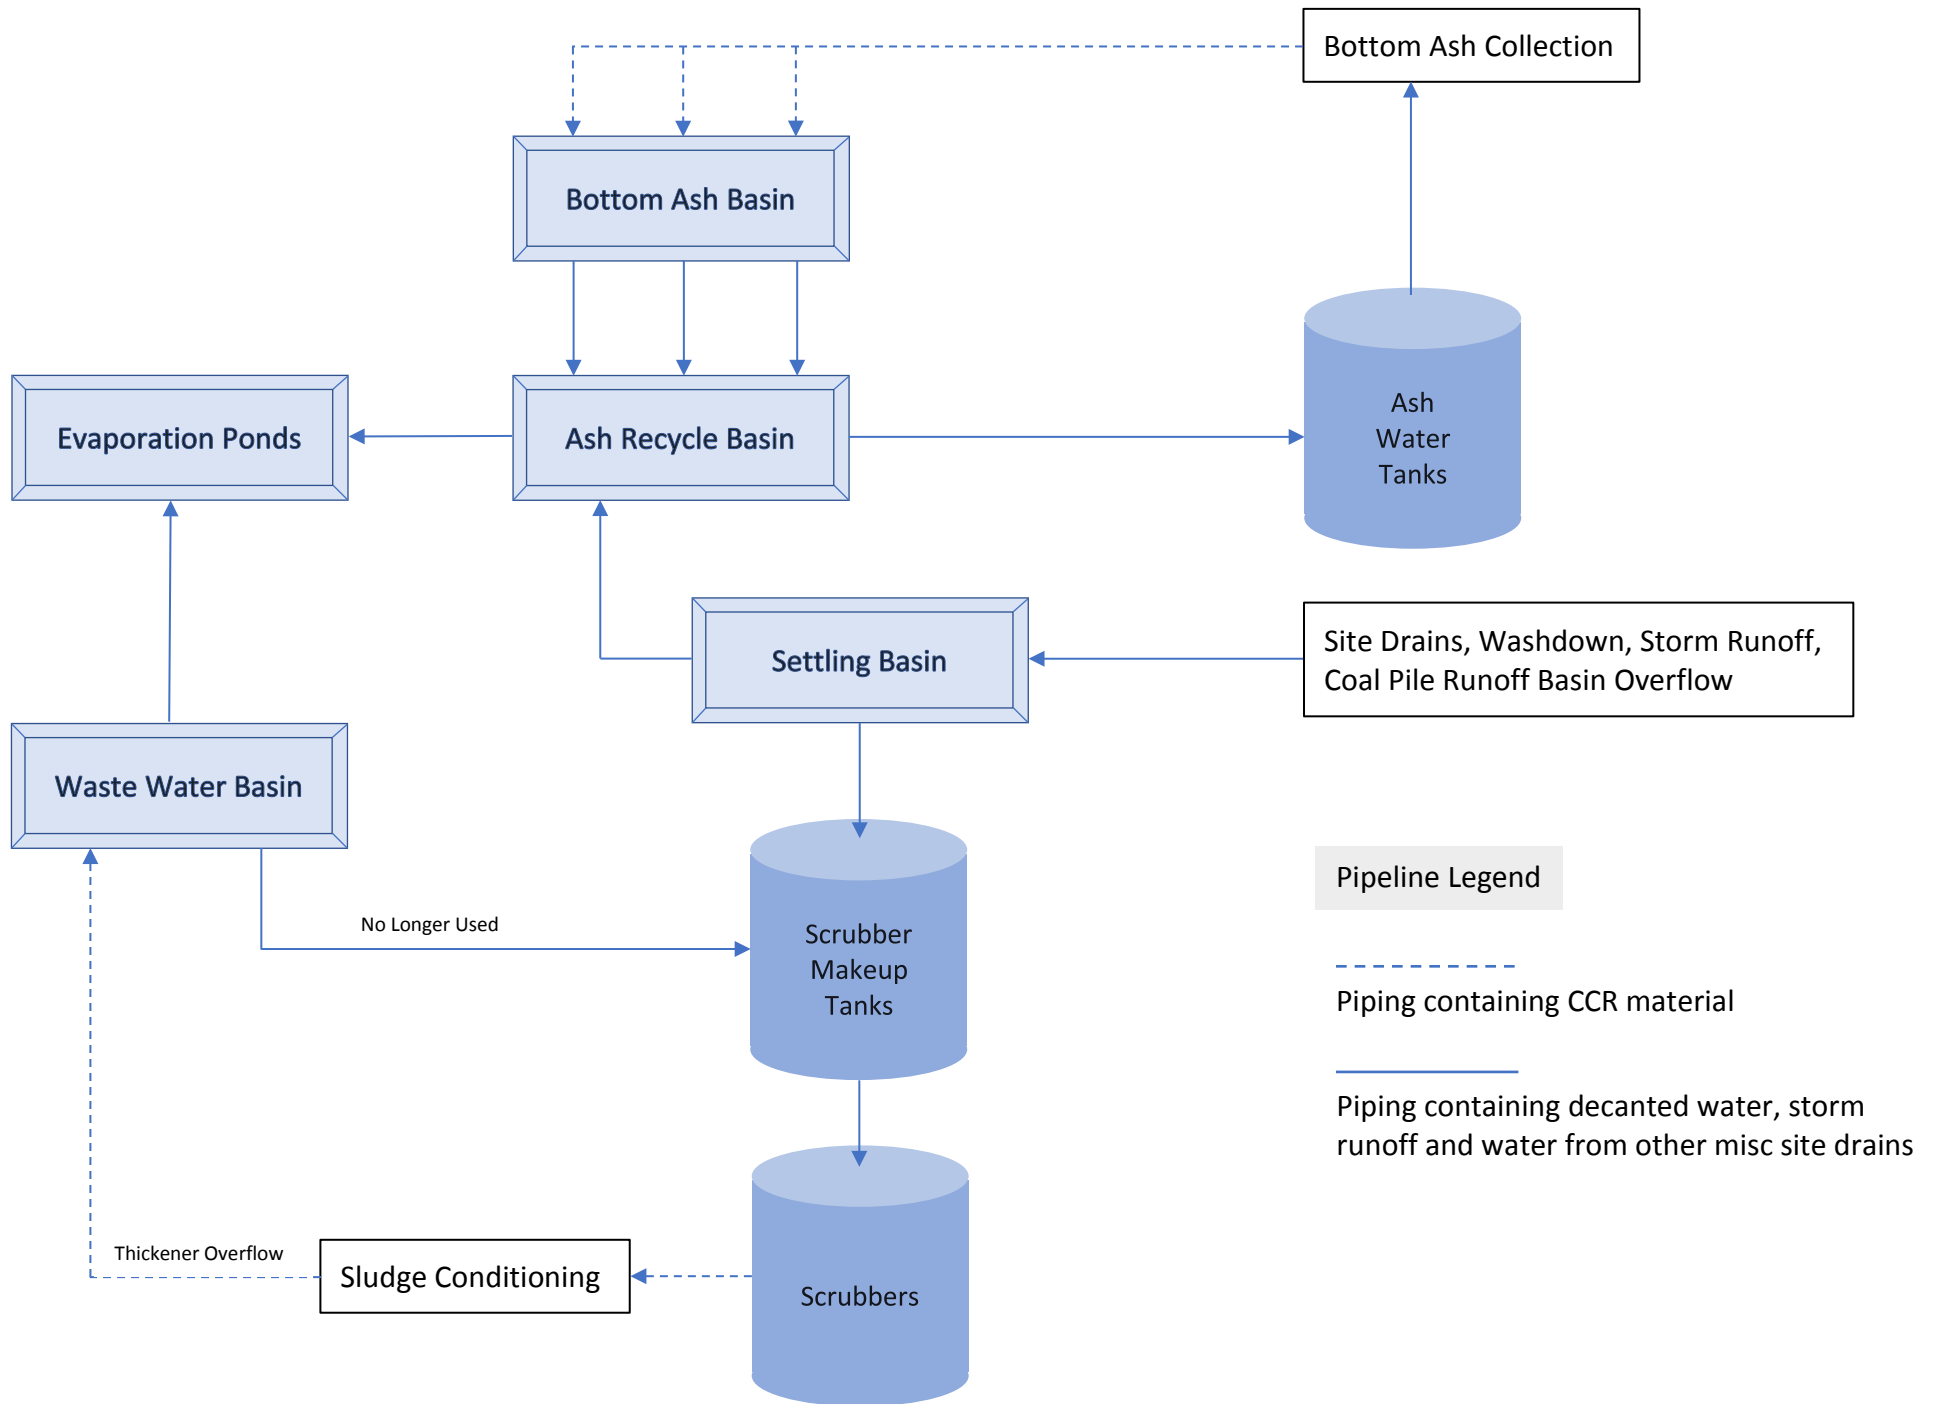 Bottom Ash Collection
Bottom Ash Basin
Evaporation Ponds
Ash Recycle Basin
Ash
Water
Tanks
Settling Basin
Site Drains, Washdown, Storm Runoff,
Coal Pile Runoff Basin Overflow
Waste Water Basin
No Longer Used
Scrubber
Makeup
Tanks
Pipeline Legend
Piping containing CCR material
Piping containing decanted water, storm
runoff and water from other misc site drains
Thickener Overflow
Sludge Conditioning
Scrubbers